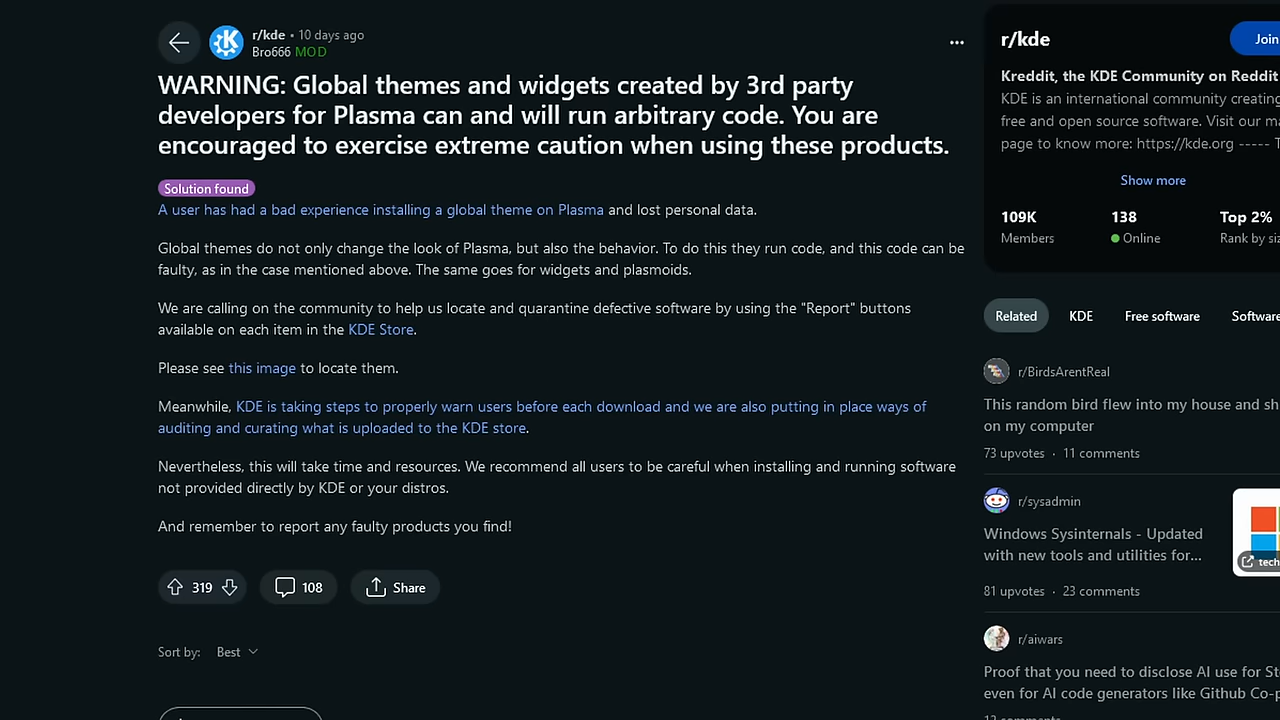 r/kde • 10 days ago
Bro666 MOD
WARNING: Global themes and widgets created by 3rd party
developers for Plasma can and will run arbitrary code. You are
encouraged to exercise extreme caution when using these products.
Solution found
A user has had a bad experience installing a global theme on Plasma and lost personal data.
Global themes do not only change the look of Plasma, but also the behavior. To do this they run code, and this code can be
faulty, as in the case mentioned above. The same goes for widgets and plasmoids.
We are calling on the community to help us locate and quarantine defective software by using the "Report" buttons
available on each item in the KDE Store.
Please see this image to locate them.
Meanwhile, KDE is taking steps to properly warn users before each download and we are also putting in place ways of
auditing and curating what is uploaded to the KDE store.
Nevertheless, this will take time and resources. We recommend all users to be careful when installing and running software
not provided directly by KDE or your distros.
And remember to report any faulty products you find!
319
108
Share
Sort by: Best
r/kde
Join
Kreddit, the KDE Community on Reddit
KDE is an international community creating
free and open source software. Visit our
page to know more: https://kde.org -----
Show more
109K 138 Top 2%
Members Online Rank by
Related KDE Free software Software
r/BirdsArentReal
This random bird flew into my house and
on my computer
73 upvotes · 11 comments
r/sysadmin
Windows Sysinternals - Updated
with new tools and utilities for...
tech
81 upvotes · 23 comments
r/aiwars
Proof that you need to disclose AI use for
even for AI code generators like Github